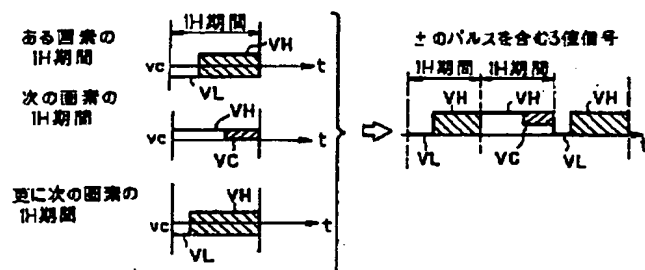 1H期間
ある画素の
1H期間
VH
VC
t
VL
次の画素の
1H期間
VH
t
VC
更に次の画素の
1H期間
VH
VC
t
VL
±のパルスを含む3値信号
1H期間
1H期間
VH
VH
VH
VL
VC
VL
t